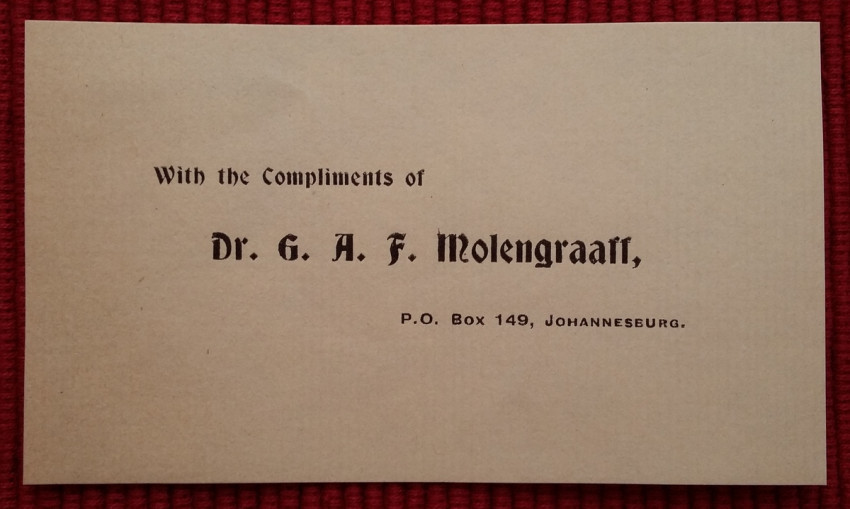 With the Compliments of
Dr. G. A. F. Molengraaff,
P.O. Box 149, JOHANNESBURG.